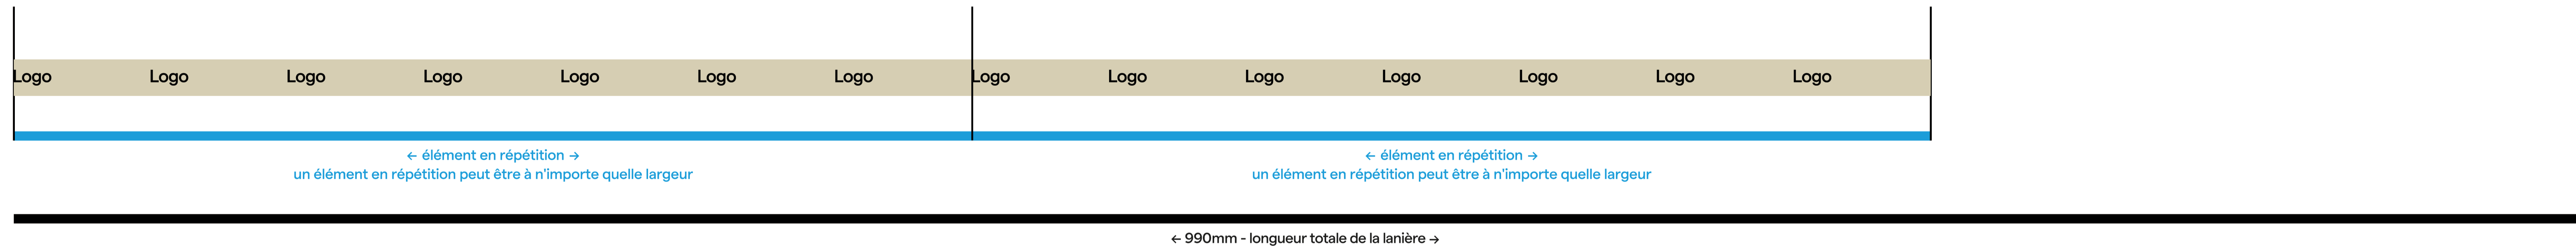 Logo Logo Logo Logo Logo Logo Logo Logo Logo Logo Logo Logo Logo Logo
← élément en répétition → ← élément en répétition →
un élément en répétition peut être à n'importe quelle largeur un élément en répétition peut être à n'importe quelle largeur
← 990mm - longueur totale de la lanière →